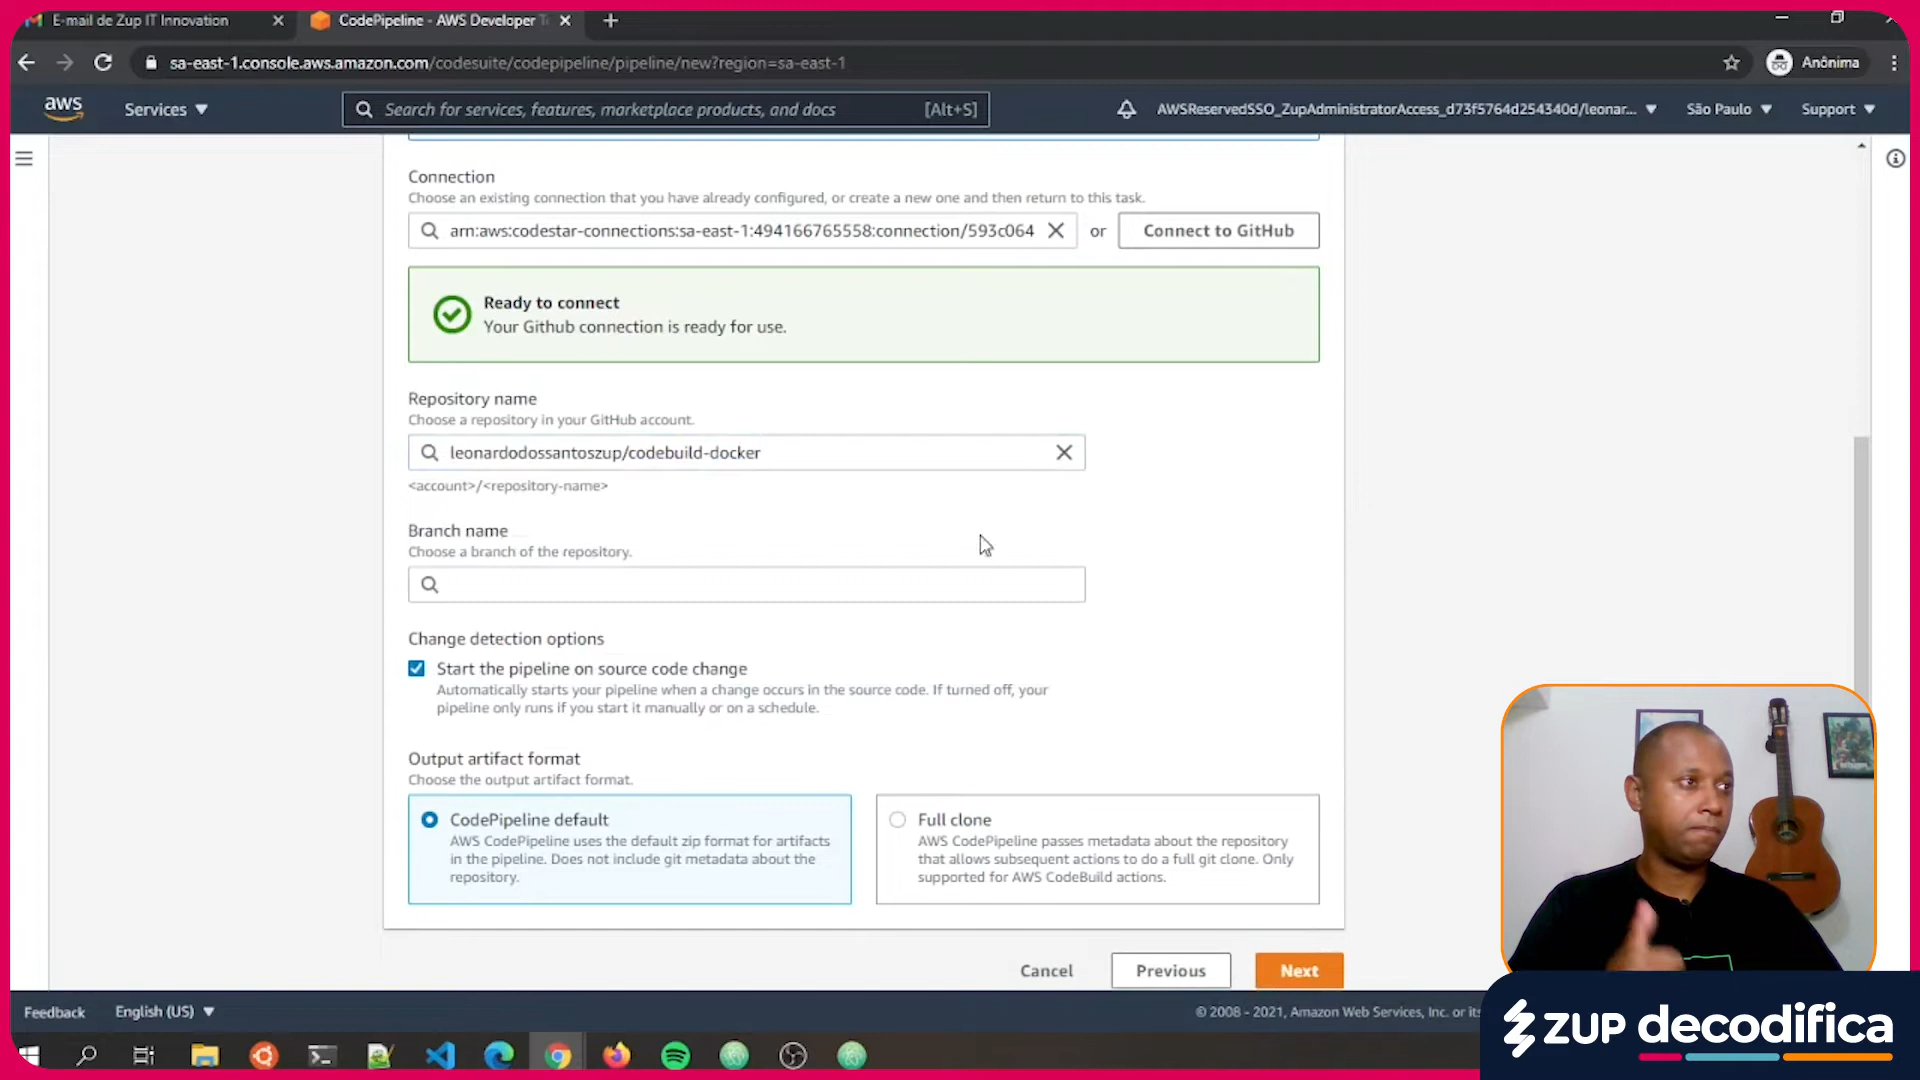 E-mail de Zup IT Innovation
CodePipeline - AWS Developer T
sa-east-1.console.aws.amazon.com/codesuite/codepipeline/pipeline/new?region=sa-east-1
Anônima
aws
Services
Search for services, features, marketplace products, and docs
[Alt+S]
AWSReservedSSO_ZupAdministratorAccess_d73f5764d254340d/leonar...
São Paulo
Support
Connection
Choose an existing connection that you have already configured, or create a new one and then return to this task.
arn:aws:codestar-connections:sa-east-1:494166765558:connection/593c064
or
Connect to GitHub
Ready to connect
Your Github connection is ready for use.
Repository name
Choose a repository in your GitHub account.
leonardodossantoszup/codebuild-docker
<account>/<repository-name>
Branch name
Choose a branch of the repository.
Change detection options
Start the pipeline on source code change
Automatically starts your pipeline when a change occurs in the source code. If turned off, your
pipeline only runs if you start it manually or on a schedule.
Output artifact format
Choose the output artifact format.
CodePipeline default
AWS CodePipeline uses the default zip format for artifacts
in the pipeline. Does not include git metadata about the
repository.
Full clone
AWS CodePipeline passes metadata about the repository
that allows subsequent actions to do a full git clone. Only
supported for AWS CodeBuild actions.
Cancel
Previous
Next
Feedback
English (US)
© 2008 - 2021, Amazon Web Services, Inc. or its
ZUP decodifica